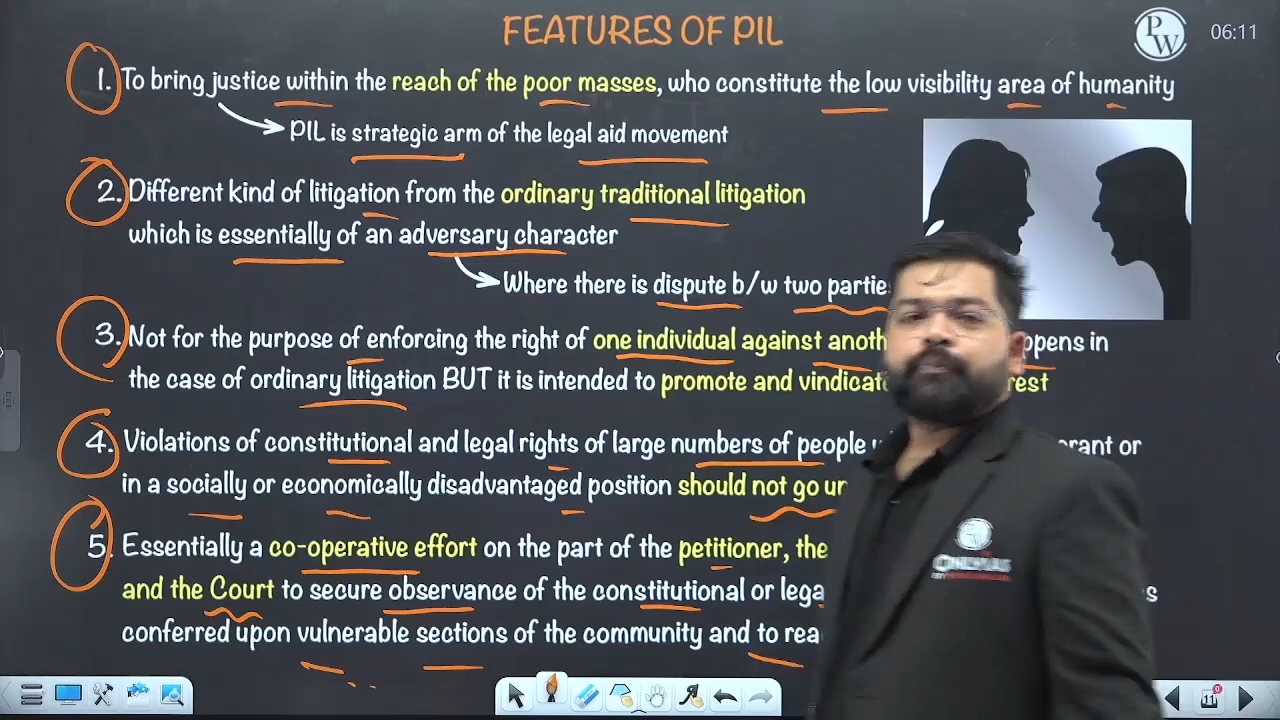 FEATURES OF PIL
PW
06:11
1. To bring justice within the reach of the poor masses, who constitute the low visibility area of humanity
PIL is strategic arm of the legal aid movement
2. Different kind of litigation from the ordinary traditional litigation
which is essentially of an adversary character
Where there is dispute b/w two
3. Not for the purpose of enforcing the right of one individual against in
the case of ordinary litigation BUT it is intended to promote and
4. Violations of constitutional and legal rights of large numbers of people or
in a socially or economically disadvantaged position should not go
5. Essentially a co-operative effort on the part of the petitioner, the
and the Court to secure observance of the constitutional or
conferred upon vulnerable sections of the community and to
11